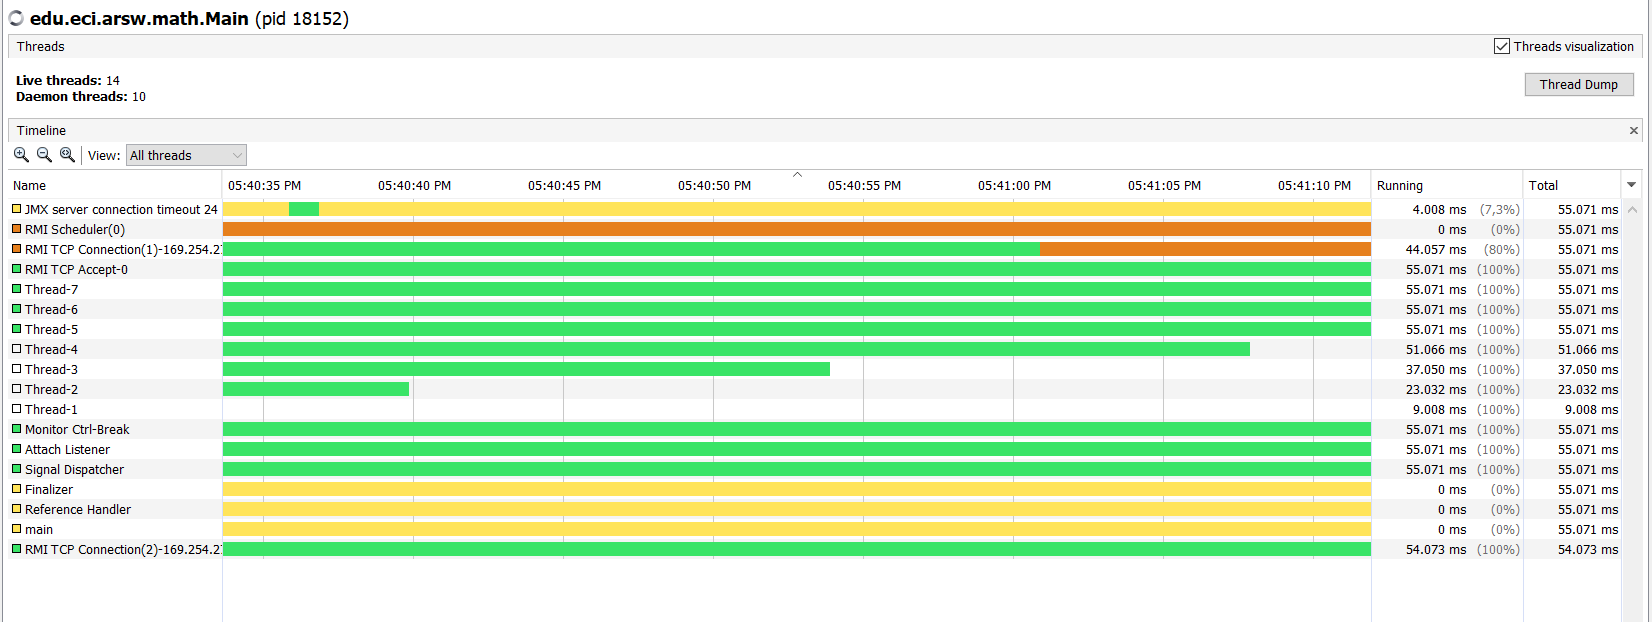 edu.eci.arsw.math.Main (pid 18152)
Threads
Threads visualization
Live threads: 14
Daemon threads: 10
Thread Dump
Timeline
View: All threads
Name 05:40:35 PM 05:40:40 PM 05:40:45 PM 05:40:50 PM 05:40:55 PM 05:41:00 PM 05:41:05 PM 05:41:10 PM Running Total
JMX server connection timeout 24 4.008 ms (7,3%) 55.071 ms
RMI Scheduler(0) 0 ms (0%) 55.071 ms
RMI TCP Connection(1)-169.254.2 44.057 ms (80%) 55.071 ms
RMI TCP Accept-0 55.071 ms (100%) 55.071 ms
Thread-7 55.071 ms (100%) 55.071 ms
Thread-6 55.071 ms (100%) 55.071 ms
Thread-5 55.071 ms (100%) 55.071 ms
Thread-4 51.066 ms (100%) 51.066 ms
Thread-3 37.050 ms (100%) 37.050 ms
Thread-2 23.032 ms (100%) 23.032 ms
Thread-1 9.008 ms (100%) 9.008 ms
Monitor Ctrl-Break 55.071 ms (100%) 55.071 ms
Attach Listener 55.071 ms (100%) 55.071 ms
Signal Dispatcher 55.071 ms (100%) 55.071 ms
Finalizer 0 ms (0%) 55.071 ms
Reference Handler 0 ms (0%) 55.071 ms
main 0 ms (0%) 55.071 ms
RMI TCP Connection(2)-169.254.2 54.073 ms (100%) 54.073 ms